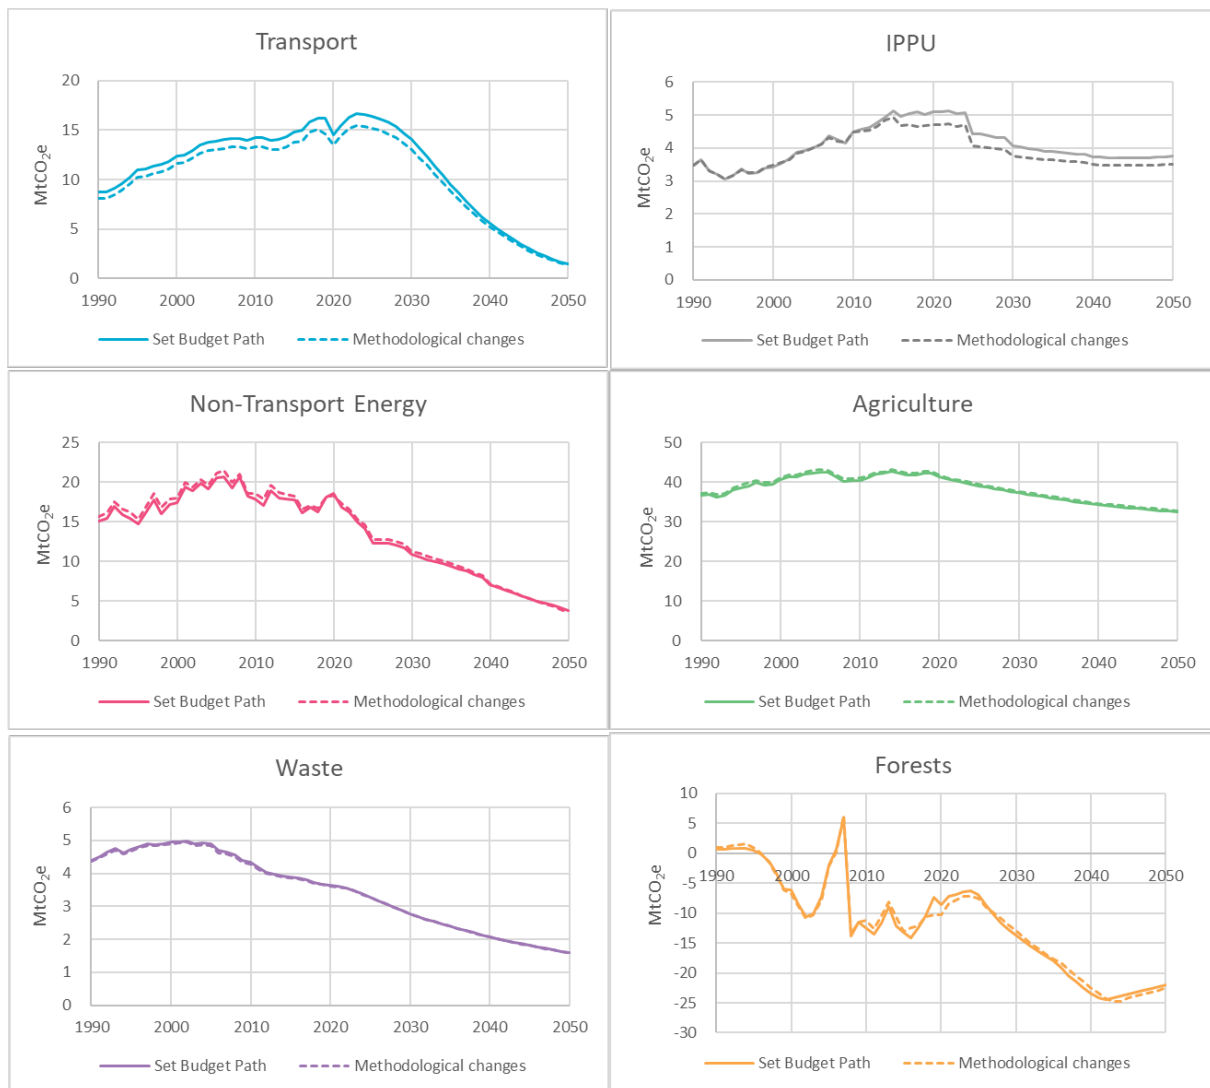 Transport
20
15
10
5
0
MtCO₂e
1990 2000 2010 2020 2030 2040 2050
Set Budget Path Methodological changes
IPPU
6
5
4
3
2
1
0
MtCO₂e
1990 2000 2010 2020 2030 2040 2050
Set Budget Path Methodological changes
Non-Transport Energy
25
20
15
10
5
0
MtCO₂e
1990 2000 2010 2020 2030 2040 2050
Set Budget Path Methodological changes
Agriculture
50
40
30
20
10
0
MtCO₂e
1990 2000 2010 2020 2030 2040 2050
Set Budget Path Methodological changes
Waste
6
5
4
3
2
1
0
MtCO₂e
1990 2000 2010 2020 2030 2040 2050
Set Budget Path Methodological changes
Forests
10
5
0
-5
-10
-15
-20
-25
-30
MtCO₂e
1990 2000 2010 2020 2030 2040 2050
Set Budget Path Methodological changes